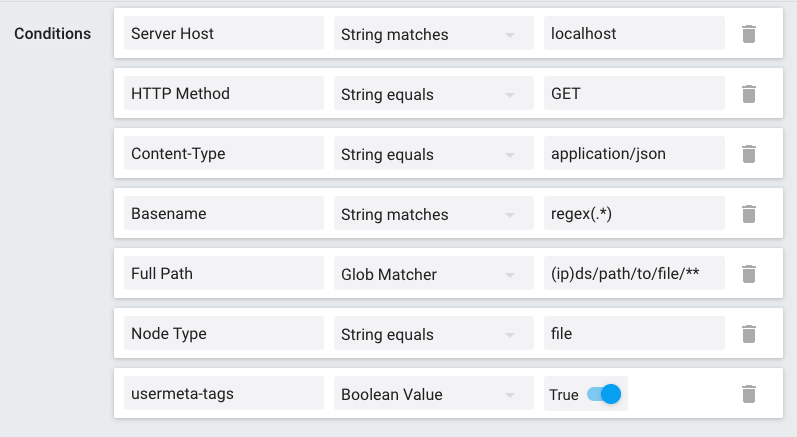 Conditions
Server Host String matches localhost
HTTP Method String equals GET
Content-Type String equals application/json
Basename String matches regex(.*)
Full Path Glob Matcher (ip)ds/path/to/file/**
Node Type String equals file
usermeta-tags Boolean Value True